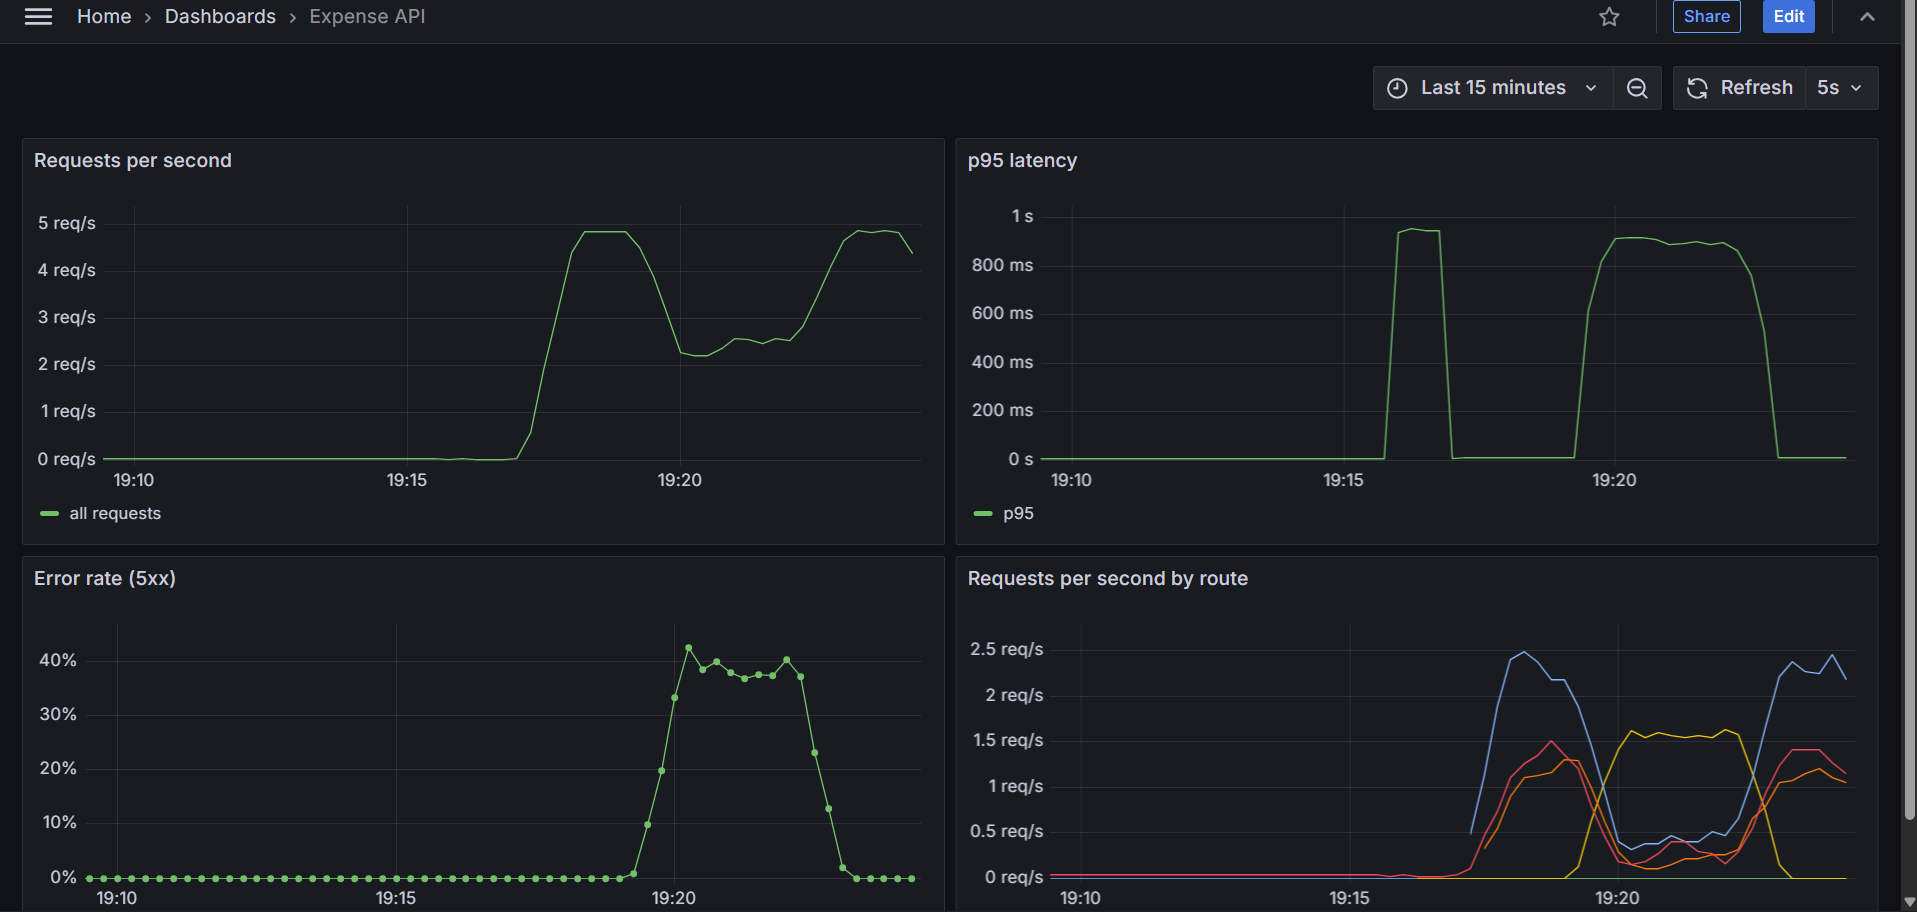 Home › Dashboards › Expense API
Share
Edit
Last 15 minutes
Refresh
5s
Requests per second
5 req/s
4 req/s
3 req/s
2 req/s
1 req/s
0 req/s
19:10
19:15
19:20
all requests
p95 latency
1 s
800 ms
600 ms
400 ms
200 ms
0 s
19:10
19:15
19:20
p95
Error rate (5xx)
40%
30%
20%
10%
0%
19:10
19:15
19:20
Requests per second by route
2.5 req/s
2 req/s
1.5 req/s
1 req/s
0.5 req/s
0 req/s
19:10
19:15
19:20